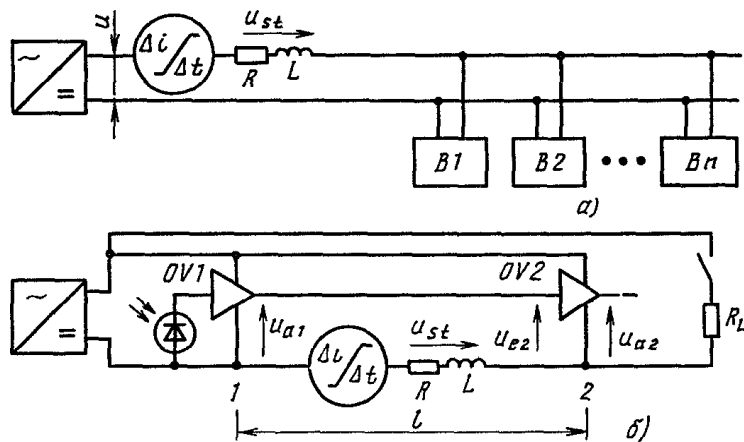 ~
=
u
Δi
Δt
u_st
R
L
B1
B2
•••
Bn
а)
~
=
OV1
OV2
u_a1
u_st
u_e2
u_a2
Δi
Δt
R
L
R_L
1
2
l
б)